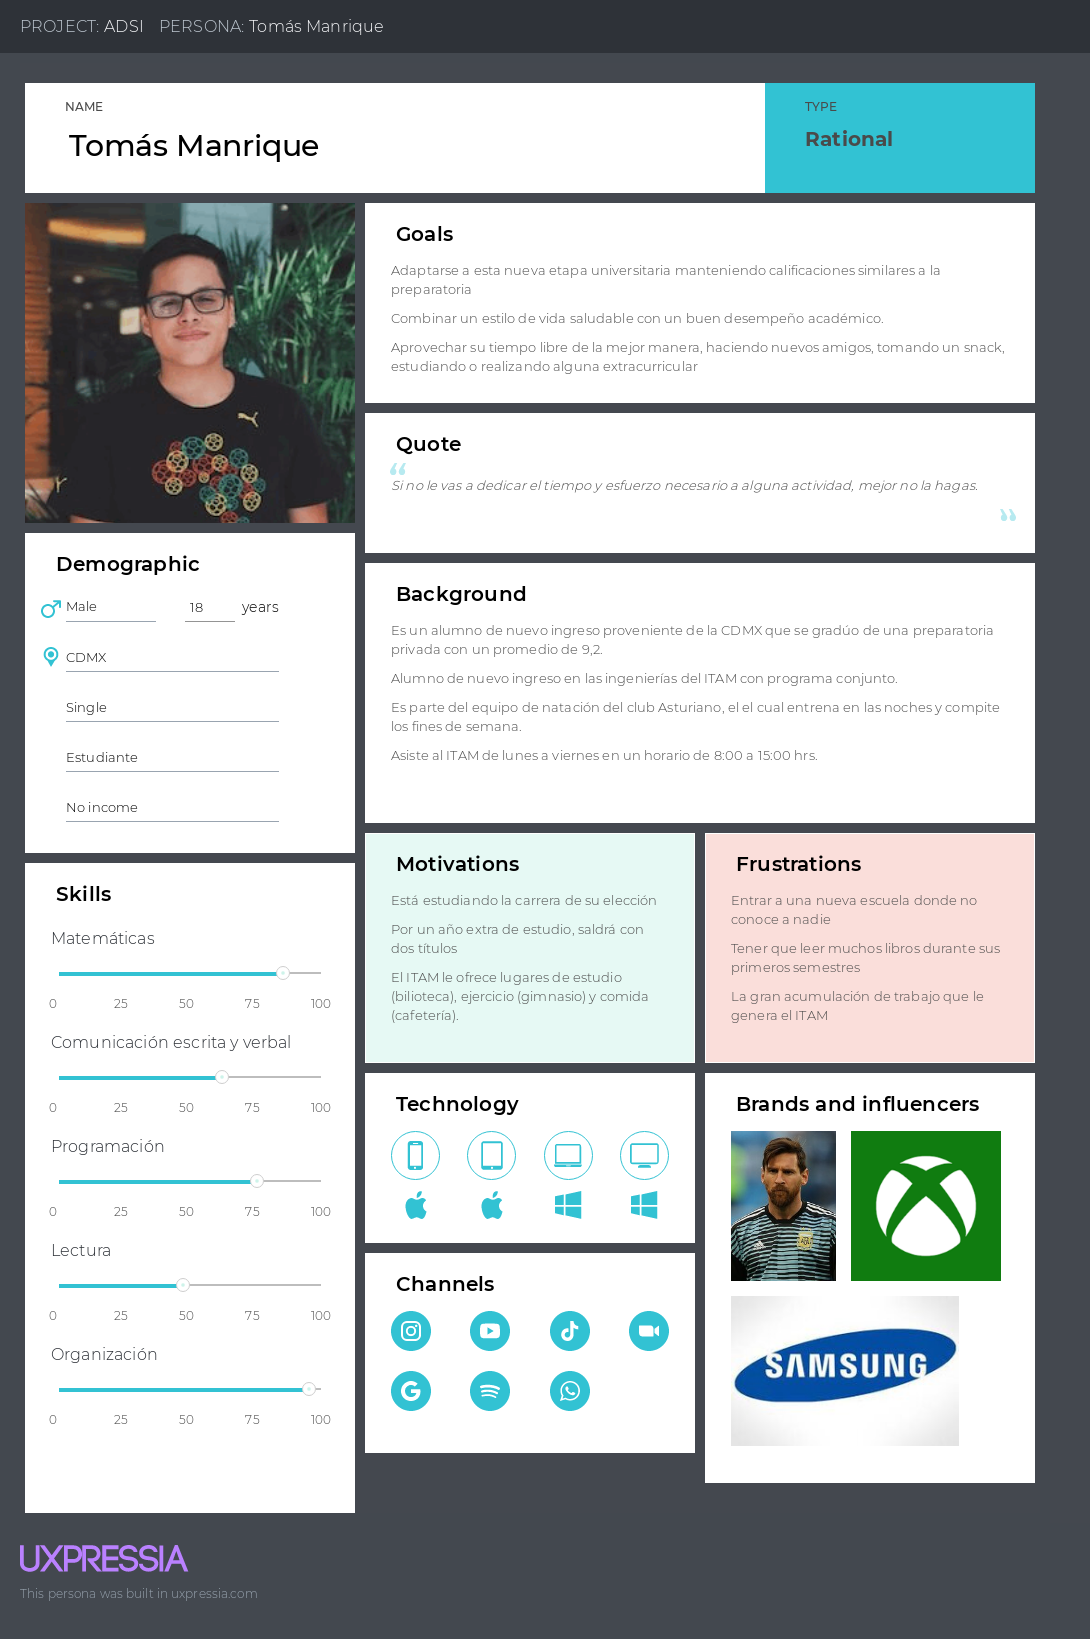 PROJECT: ADSI PERSONA: Tomás Manrique
NAME
Tomás Manrique
TYPE
Rational
Goals
Adaptarse a esta nueva etapa universitaria manteniendo calificaciones similares a la
preparatoria
Combinar un estilo de vida saludable con un buen desempeño académico.
Aprovechar su tiempo libre de la mejor manera, haciendo nuevos amigos, tomando un snack,
estudiando o realizando alguna extracurricular
Quote
“
Si no le vas a dedicar el tiempo y esfuerzo necesario a alguna actividad, mejor no la hagas.
”
Demographic
Male 18 years
CDMX
Single
Estudiante
No income
Background
Es un alumno de nuevo ingreso proveniente de la CDMX que se gradúo de una preparatoria
privada con un promedio de 9,2.
Alumno de nuevo ingreso en las ingenierías del ITAM con programa conjunto.
Es parte del equipo de natación del club Asturiano, el el cual entrena en las noches y compite
los fines de semana.
Asiste al ITAM de lunes a viernes en un horario de 8:00 a 15:00 hrs.
Skills
Matemáticas
0 25 50 75 100
Comunicación escrita y verbal
0 25 50 75 100
Programación
0 25 50 75 100
Lectura
0 25 50 75 100
Organización
0 25 50 75 100
Motivations
Está estudiando la carrera de su elección
Por un año extra de estudio, saldrá con
dos títulos
El ITAM le ofrece lugares de estudio
(bilioteca), ejercicio (gimnasio) y comida
(cafetería).
Frustrations
Entrar a una nueva escuela donde no
conoce a nadie
Tener que leer muchos libros durante sus
primeros semestres
La gran acumulación de trabajo que le
genera el ITAM
Technology
Channels
Brands and influencers
SAMSUNG
UXPRESSIA
This persona was built in uxpressia.com